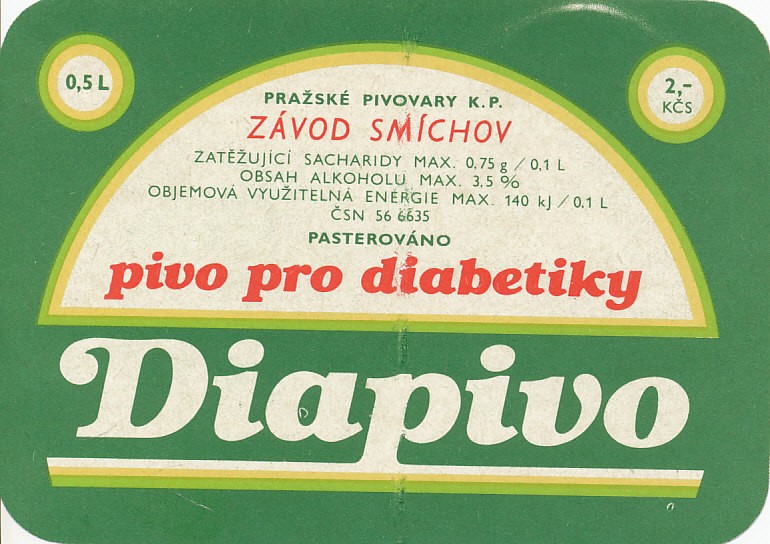 0,5 L
2,-
KČS
PRAŽSKÉ PIVOVARY K.P.
ZÁVOD SMÍCHOV
ZATĚŽUJÍCÍ SACHARIDY MAX. 0,75 g / 0,1 L
OBSAH ALKOHOLU MAX. 3,5 %
OBJEMOVÁ VYUŽITELNÁ ENERGIE MAX. 140 kJ / 0,1 L
ČSN 56 6635
PASTEROVÁNO
pivo pro diabetiky
Diapivo